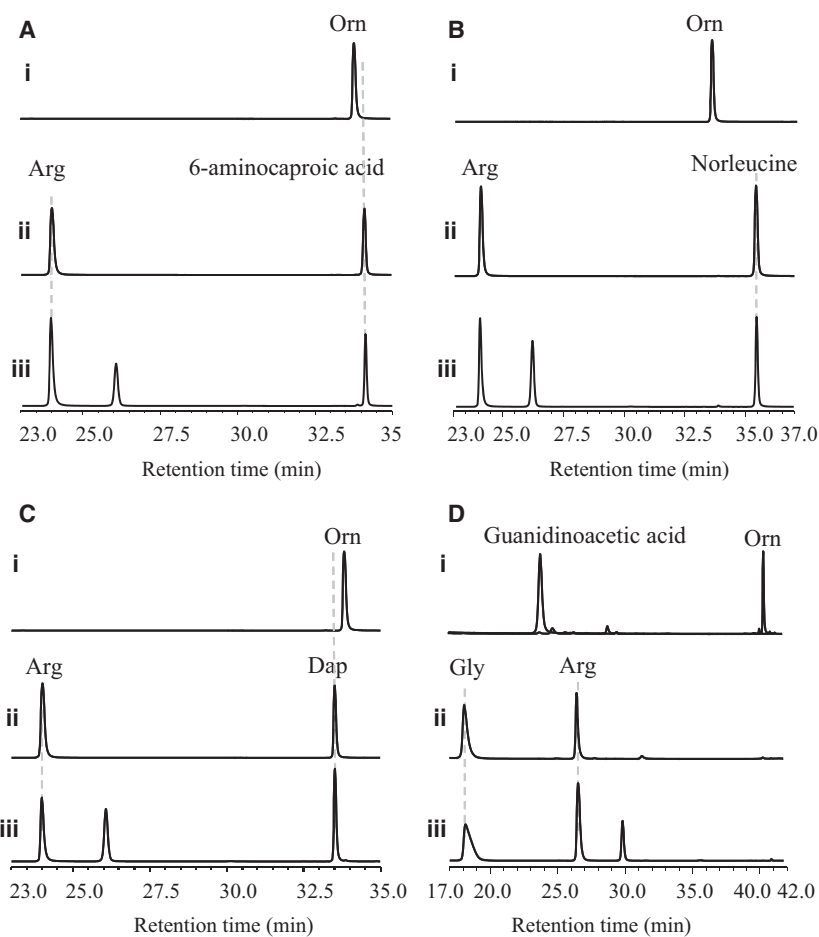 A
Orn
i
Arg
6-aminocaproic acid
ii
iii
23.0 25.0 27.5 30.0 32.5 35
Retention time (min)
B
Orn
i
Arg
Norleucine
ii
iii
23.0 25.0 27.5 30.0 32.5 35.0 37.0
Retention time (min)
C
Orn
i
Arg
Dap
ii
iii
23.0 25.0 27.5 30.0 32.5 35.0
Retention time (min)
D
Guanidinoacetic acid
Orn
i
Gly
Arg
ii
iii
17.0 20.0 25.0 30.0 40.0 42.0
Retention time (min)